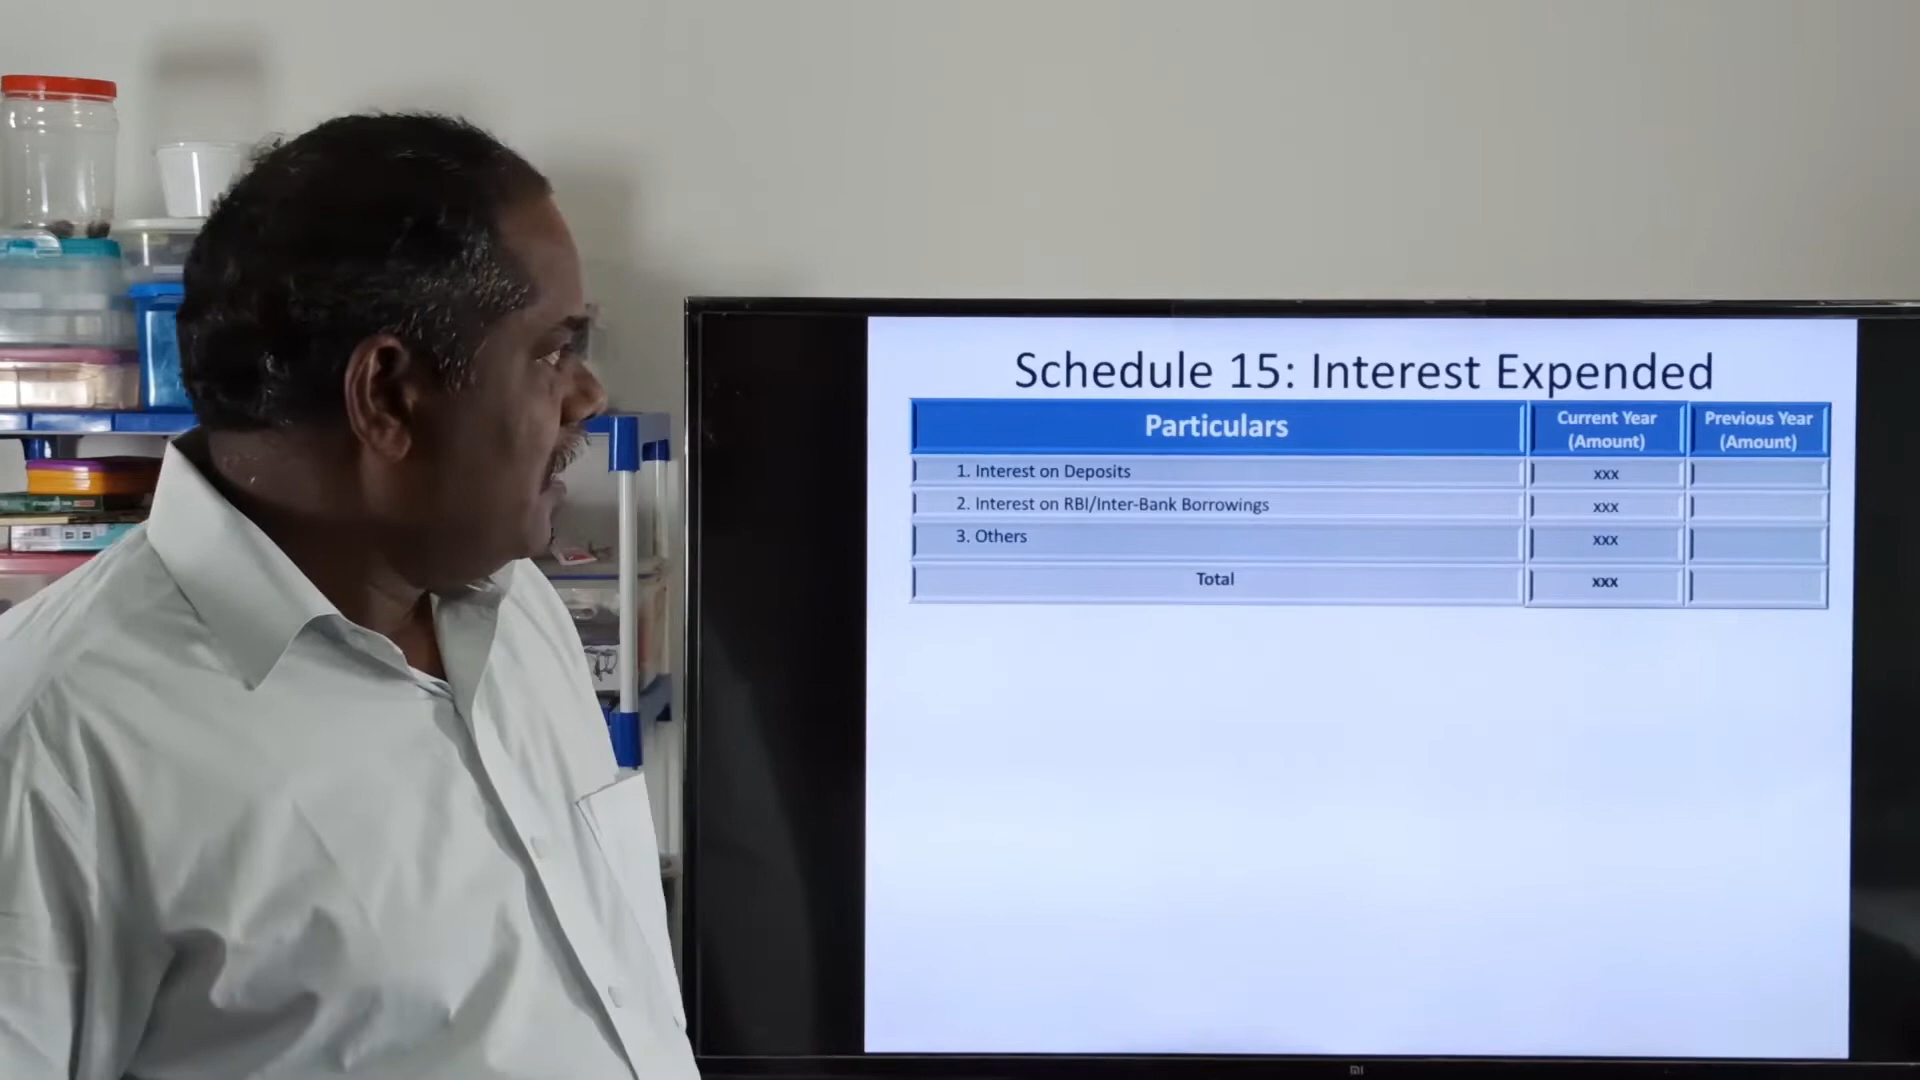 Schedule 15: Interest Expended
Particulars
Current Year
(Amount)
Previous Year
(Amount)
1. Interest on Deposits
xxx
2. Interest on RBI/Inter-Bank Borrowings
xxx
3. Others
xxx
Total
xxx
mi